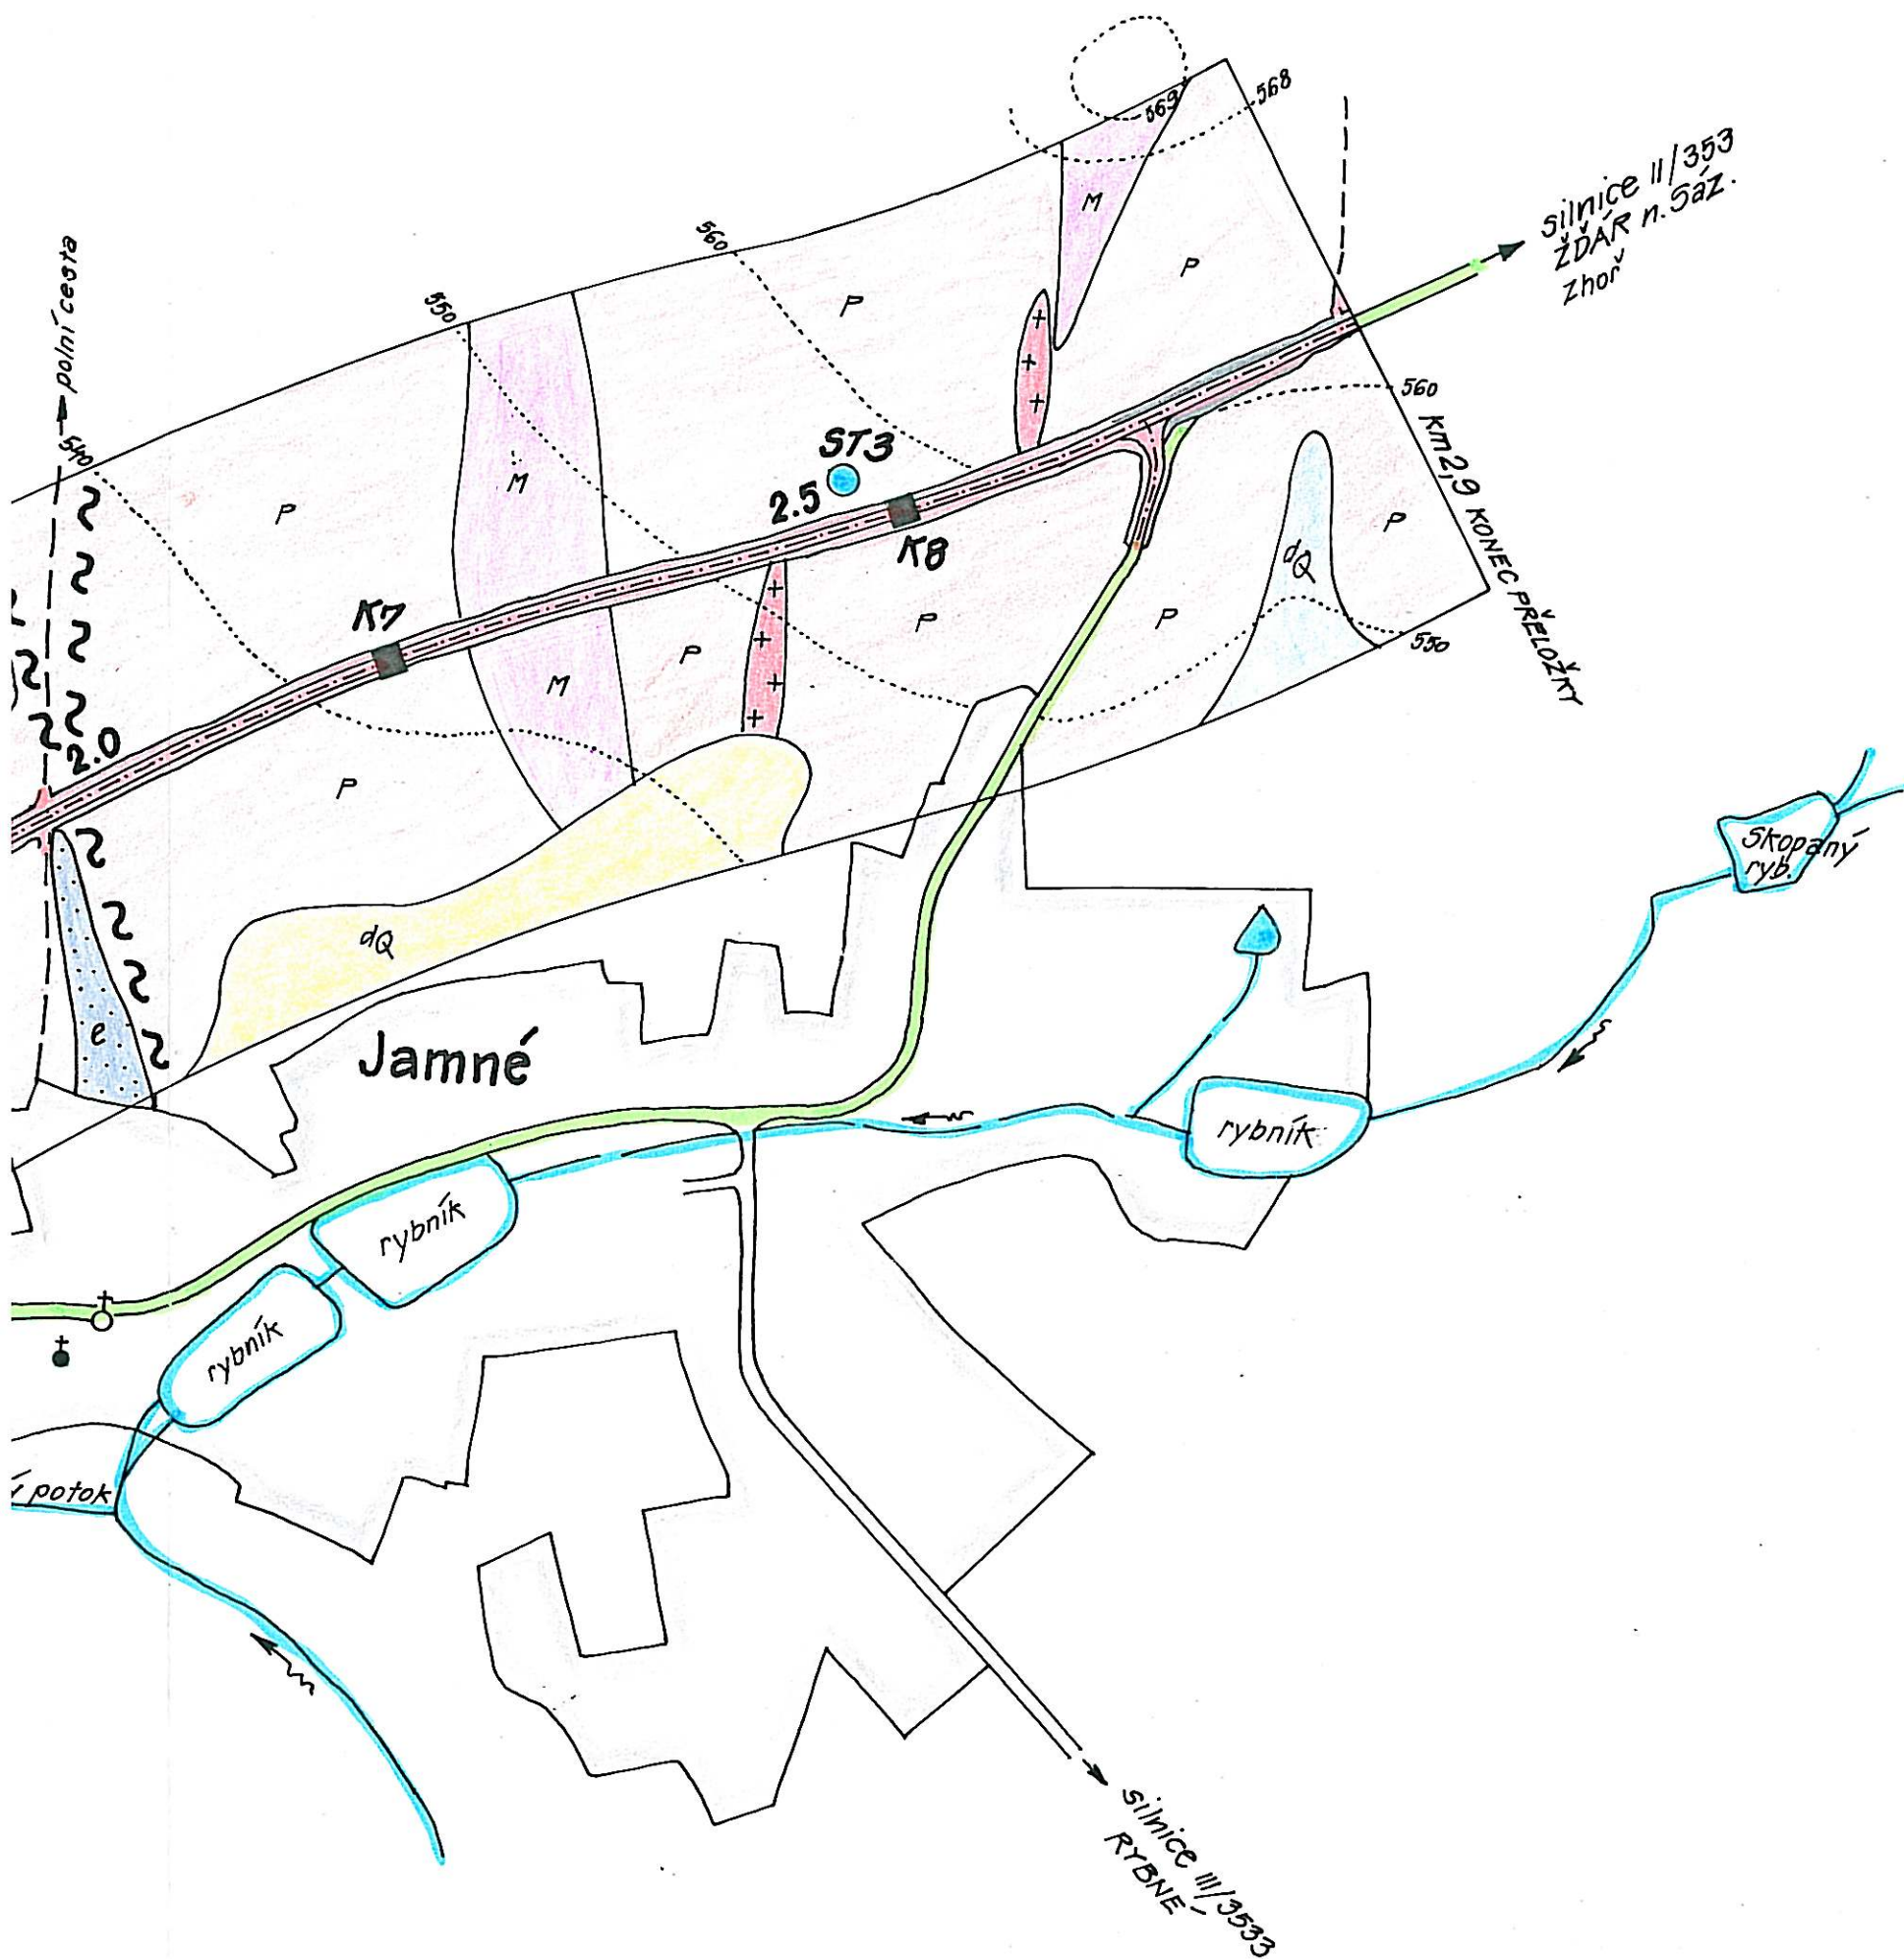 569
568
silnice II/353
ŽĎÁR n. Sáz.
Zhoř
M
560
P
polní cesta
550
P
560
km 2,9 KONEC PŘELOŽKY
540
ST3
M
2.5
P
P
K8
dQ
K7
P
P
P
550
M
2.0
P
Skopaný
ryb.
dQ
e
Jamné
rybník
rybník
rybník
potok
silnice III/3533
RYBNÉ